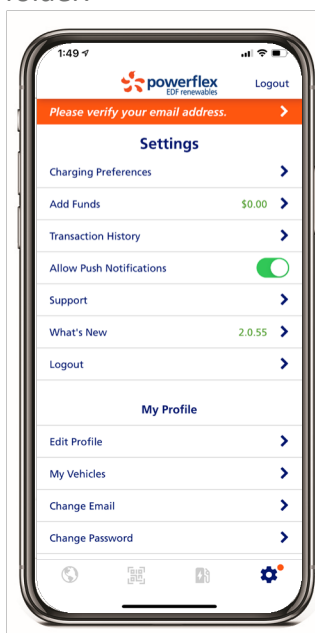 1:49
powerflex
EDF renewables
Logout
Please verify your email address.
Settings
Charging Preferences
Add Funds $0.00
Transaction History
Allow Push Notifications
Support
What's New 2.0.55
Logout
My Profile
Edit Profile
My Vehicles
Change Email
Change Password